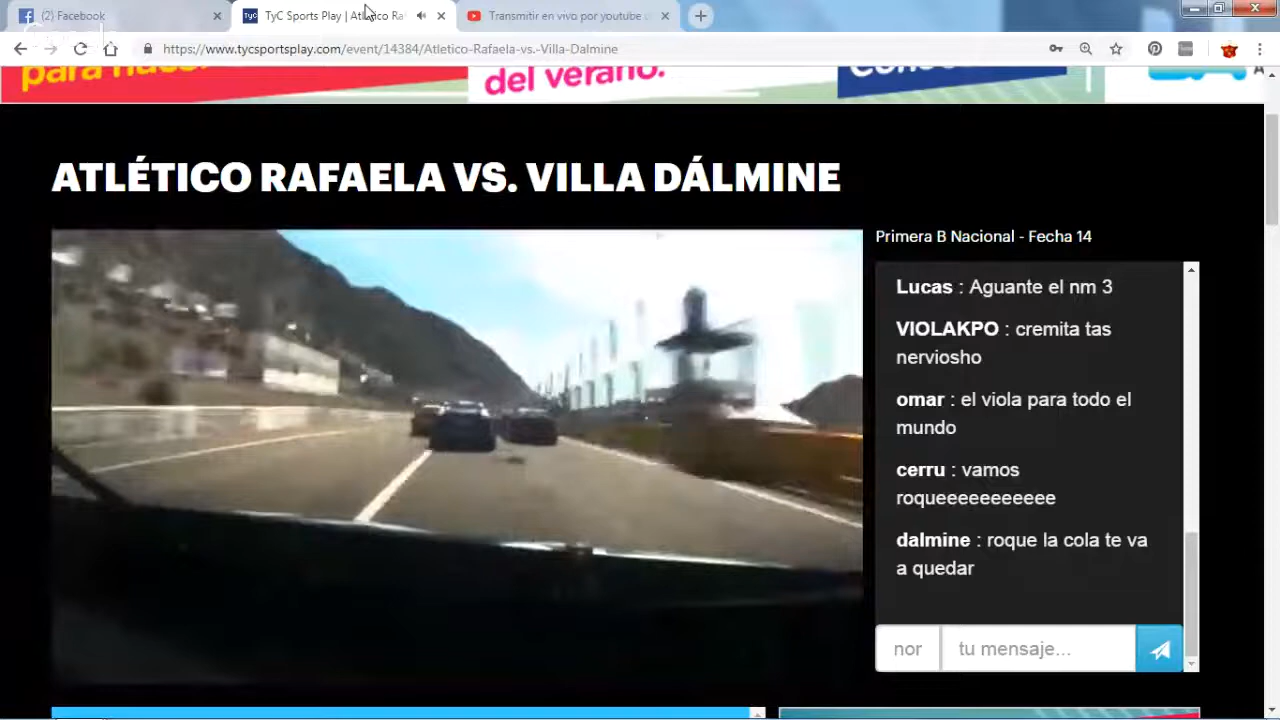 (2) Facebook
TyC Sports Play | Atlético Ra
Transmitir en vivo por youtube
https://www.tycsportsplay.com/event/14384/Atletico-Rafaela-vs.-Villa-Dalmine
para
del verano.
ATLÉTICO RAFAELA VS. VILLA DÁLMINE
Primera B Nacional - Fecha 14
Lucas : Aguante el nm 3
VIOLAKPO : cremita tas
nerviosho
omar : el viola para todo el
mundo
cerru : vamos
roqueeeeeeeeeee
dalmine : roque la cola te va
a quedar
nor
tu mensaje...